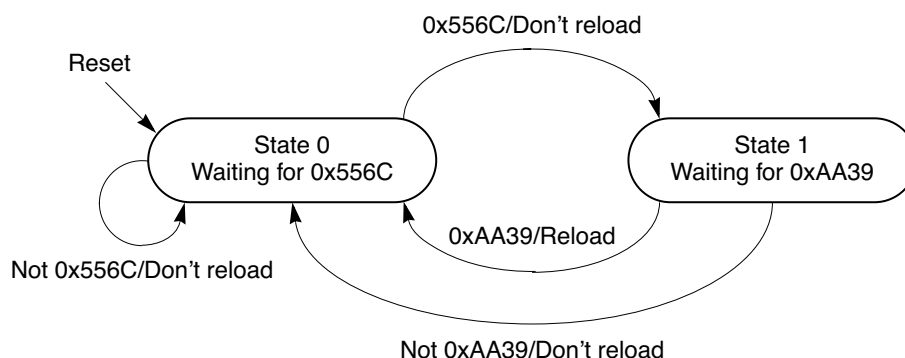 0x556C/Don't reload
Reset
State 0
Waiting for 0x556C
State 1
Waiting for 0xAA39
0xAA39/Reload
Not 0x556C/Don't reload
Not 0xAA39/Don't reload